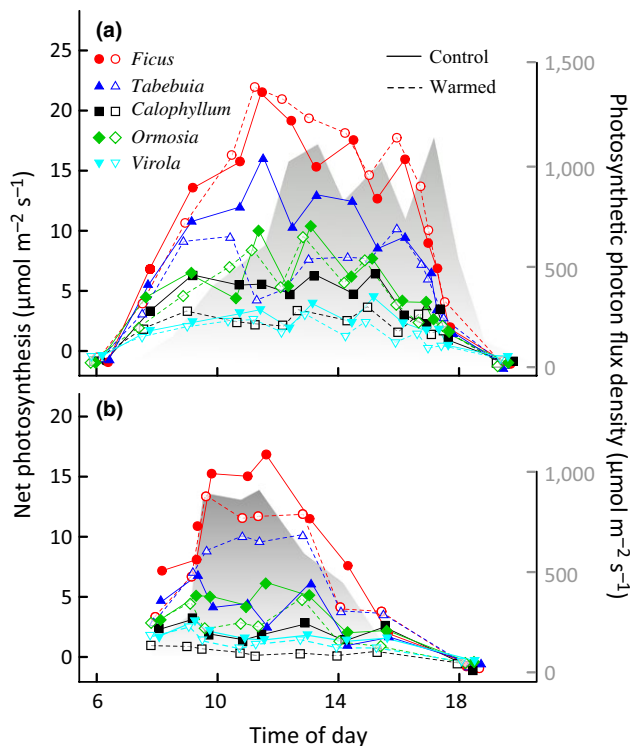 (a)
25
20
15
10
5
0
Ficus
Tabebuia
Calophyllum
Ormosia
Virola
Control
Warmed
1,500
1,000
500
0
(b)
20
15
10
5
0
1,000
500
0
6
10
14
18
Time of day
Net photosynthesis (µmol m⁻² s⁻¹)
Photosynthetic photon flux density (µmol m⁻² s⁻¹)